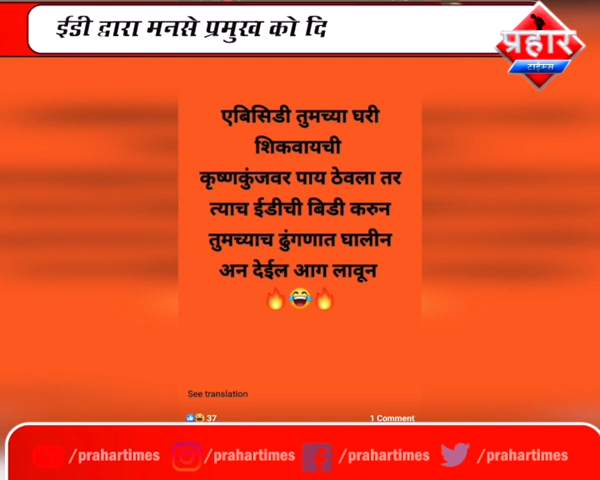 ईडी द्वारा मनसे प्रमुख को दि
प्रहार
टाईम्स
एबिसिडी तुमच्या घरी
शिकवायची
कृष्णकुंजवर पाय ठेवला तर
त्याच ईडीची बिडी करुन
तुमच्याच ढुंगणात घालीन
अन देईल आग लावून
🔥😂🔥
See translation
37
1 Comment
/prahartimes
/prahartimes
/prahartimes
/prahartimes